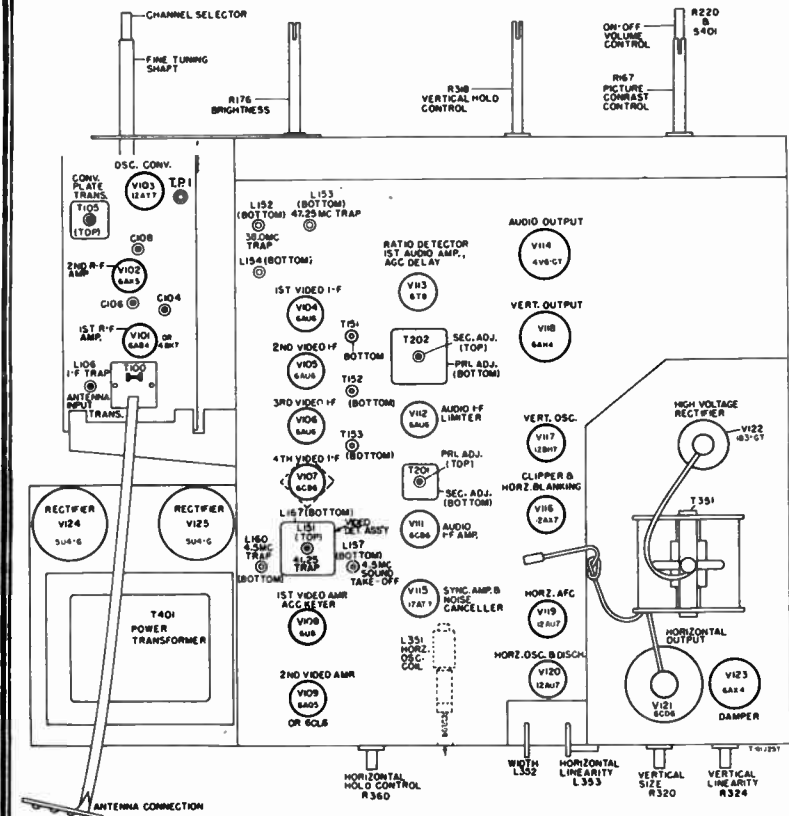 CHANNEL SELECTOR
FINE TUNING
SHAFT
R176
BRIGHTNESS
R318
VERTICAL HOLD
CONTROL
ON-OFF
VOLUME
CONTROL
R220
&
S401
R167
PICTURE
CONRAST
CONTROL
OSC. CONV.
V103
12AY7
T.P.1
CONV.
PLATE
TRANS.
T105
(TOP)
C108
2ND R-F
AMP
V102
6AK5
C106
C104
1ST R-F
AMP.
V101
6AB4
OR
4BK7
L106
I-F TRAP
T100
ANTENNA
INPUT
TRANS.
L152
(BOTTOM)
38.0MC
TRAP
L153
(BOTTOM)
47.25 MC TRAP
L154 (BOTTOM)
1ST VIDEO I-F
V104
6AU6
T151
BOTTOM
2ND VIDEO I-F
V105
6AU6
T152
(BOTTOM)
3RD VIDEO I-F
V106
6AU6
T153
(BOTTOM)
4TH VIDEO I-F
V107
6CB6
L167 (BOTTOM)
L151
(TOP)
41.25
TRAP
VIDEO
DET. ASS'Y
L160
4.5MC
TRAP
(BOTTOM)
L157
(BOTTOM)
4.5MC
SOUND
TAKE-OFF
1ST VIDEO AMP.
AGC KEYER
V108
6U8
2ND VIDEO AMP.
V109
6AQ5
OR 6CL6
RATIO DETECTOR
1ST AUDIO AMP.,
AGC DELAY
V113
6T8
T202
SEC. ADJ.
(TOP)
PRI. ADJ.
(BOTTOM)
V112
6AU6
AUDIO I-F
LIMITER
T201
PRI. ADJ.
(TOP)
SEC. ADJ.
(BOTTOM)
V111
6CB6
AUDIO
I-F AMP.
V115
SYNC. AMP. &
NOISE
CANCELLER
L351
HORZ.
OSC.
COIL
AUDIO OUTPUT
V114
VERT. OUTPUT
V118
6AH4
VERT. OSC.
V117
12BH7
CLIPPER &
HORZ. BLANKING
V116
12AX7
HORZ. AFC
V119
12AU7
HORZ. OSC. & DISCH.
V120
12AU7
HIGH VOLTAGE
RECTIFIER
V122
1B3-GT
T351
HORIZONTAL
OUTPUT
V121
6CD6
V123
6AX4
DAMPER
RECTIFIER
V124
5U4-G
RECTIFIER
V125
5U4-G
T401
POWER
TRANSFORMER
ANTENNA CONNECTION
HORIZONTAL
HOLD CONTROL
R360
WIDTH
L352
HORIZONTAL
LINEARITY
L353
VERTICAL
SIZE
R320
VERTICAL
LINEARITY
R324